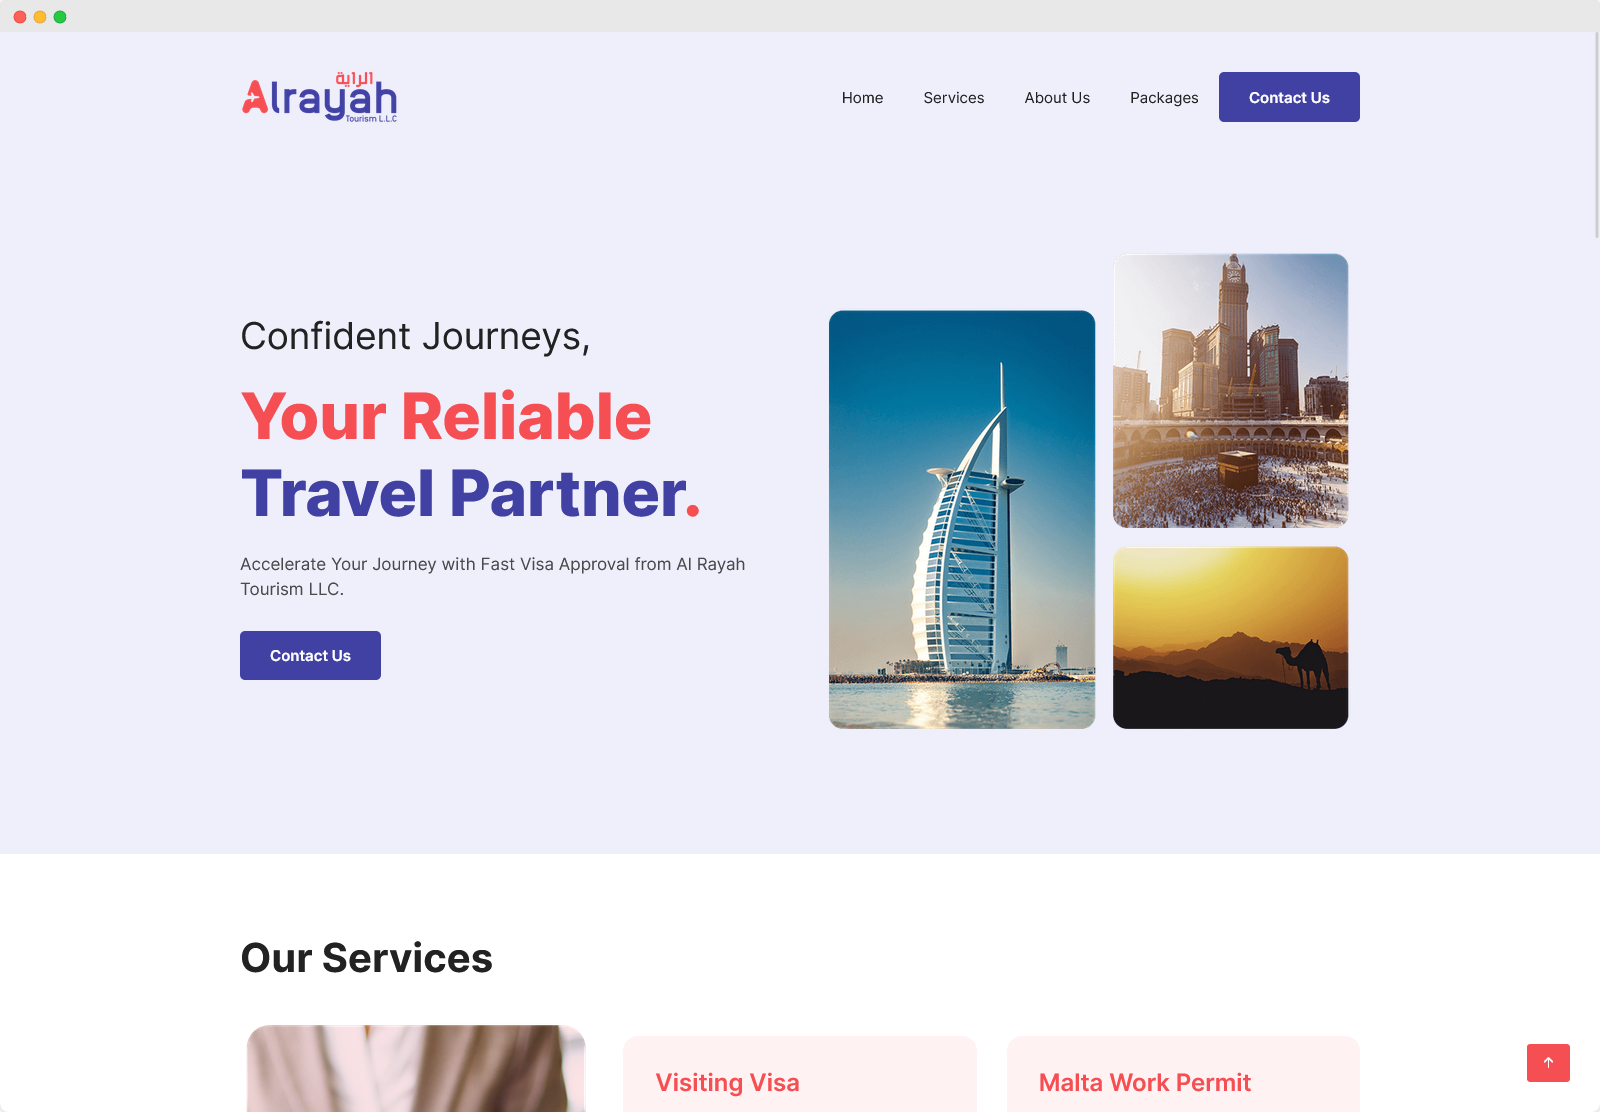 الراية
Alrayah
Tourism L.L.C
Home
Services
About Us
Packages
Contact Us
Confident Journeys,
Your Reliable
Travel Partner.
Accelerate Your Journey with Fast Visa Approval from Al Rayah
Tourism LLC.
Contact Us
Our Services
Visiting Visa
Malta Work Permit